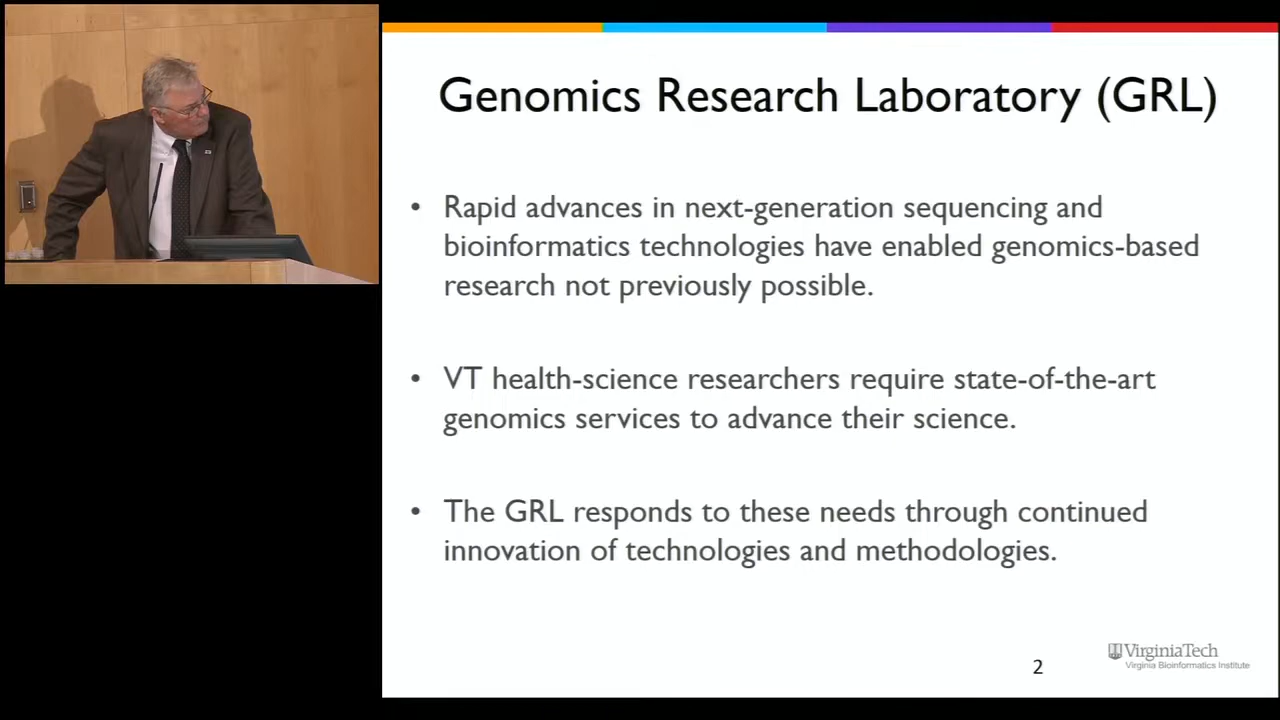 Genomics Research Laboratory (GRL)
• Rapid advances in next-generation sequencing and
bioinformatics technologies have enabled genomics-based
research not previously possible.
• VT health-science researchers require state-of-the-art
genomics services to advance their science.
• The GRL responds to these needs through continued
innovation of technologies and methodologies.
2
VirginiaTech
Virginia Bioinformatics Institute